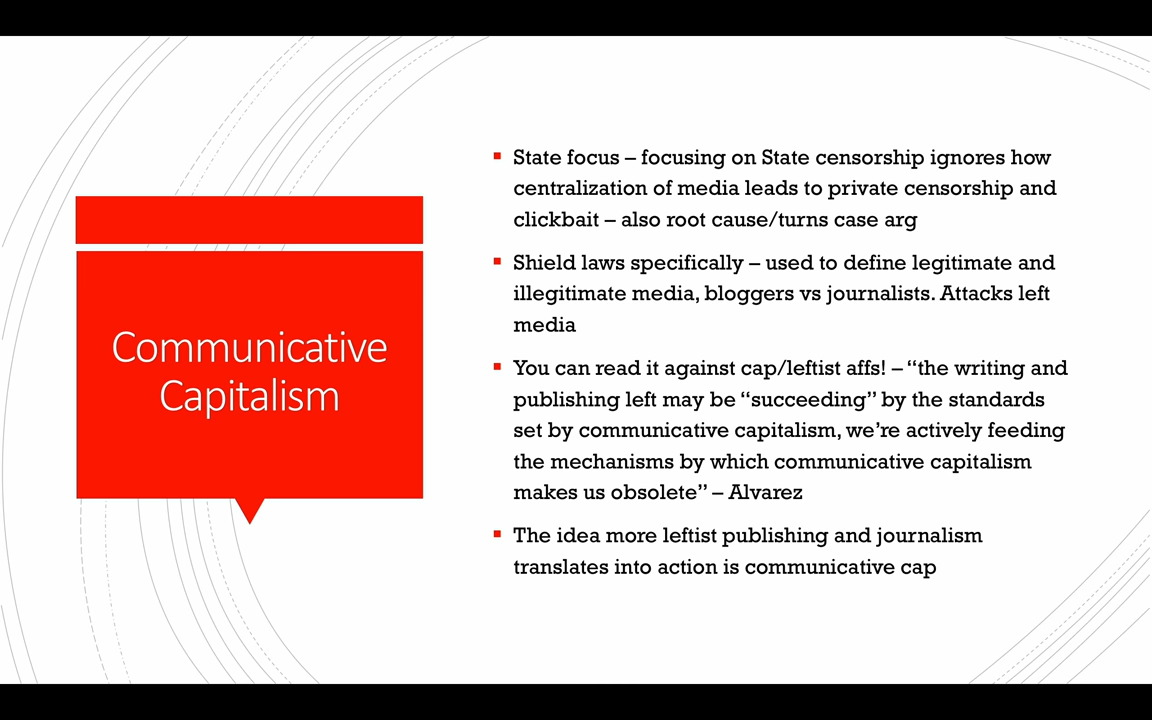 Communicative
Capitalism
State focus – focusing on State censorship ignores how
centralization of media leads to private censorship and
clickbait – also root cause/turns case arg
Shield laws specifically – used to define legitimate and
illegitimate media, bloggers vs journalists. Attacks left
media
You can read it against cap/leftist affs! – “the writing and
publishing left may be “succeeding” by the standards
set by communicative capitalism, we’re actively feeding
the mechanisms by which communicative capitalism
makes us obsolete” – Alvarez
The idea more leftist publishing and journalism
translates into action is communicative cap